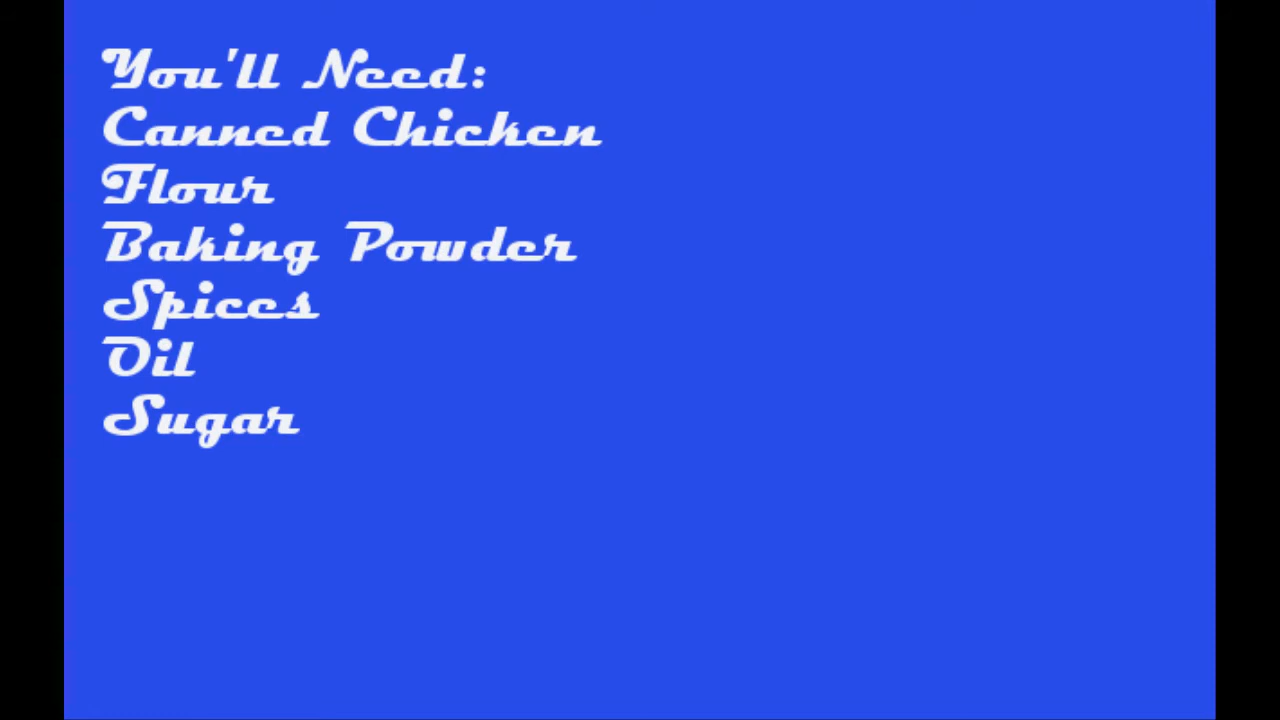 You'll Need:
Canned Chicken
Flour
Baking Powder
Spices
Oil
Sugar